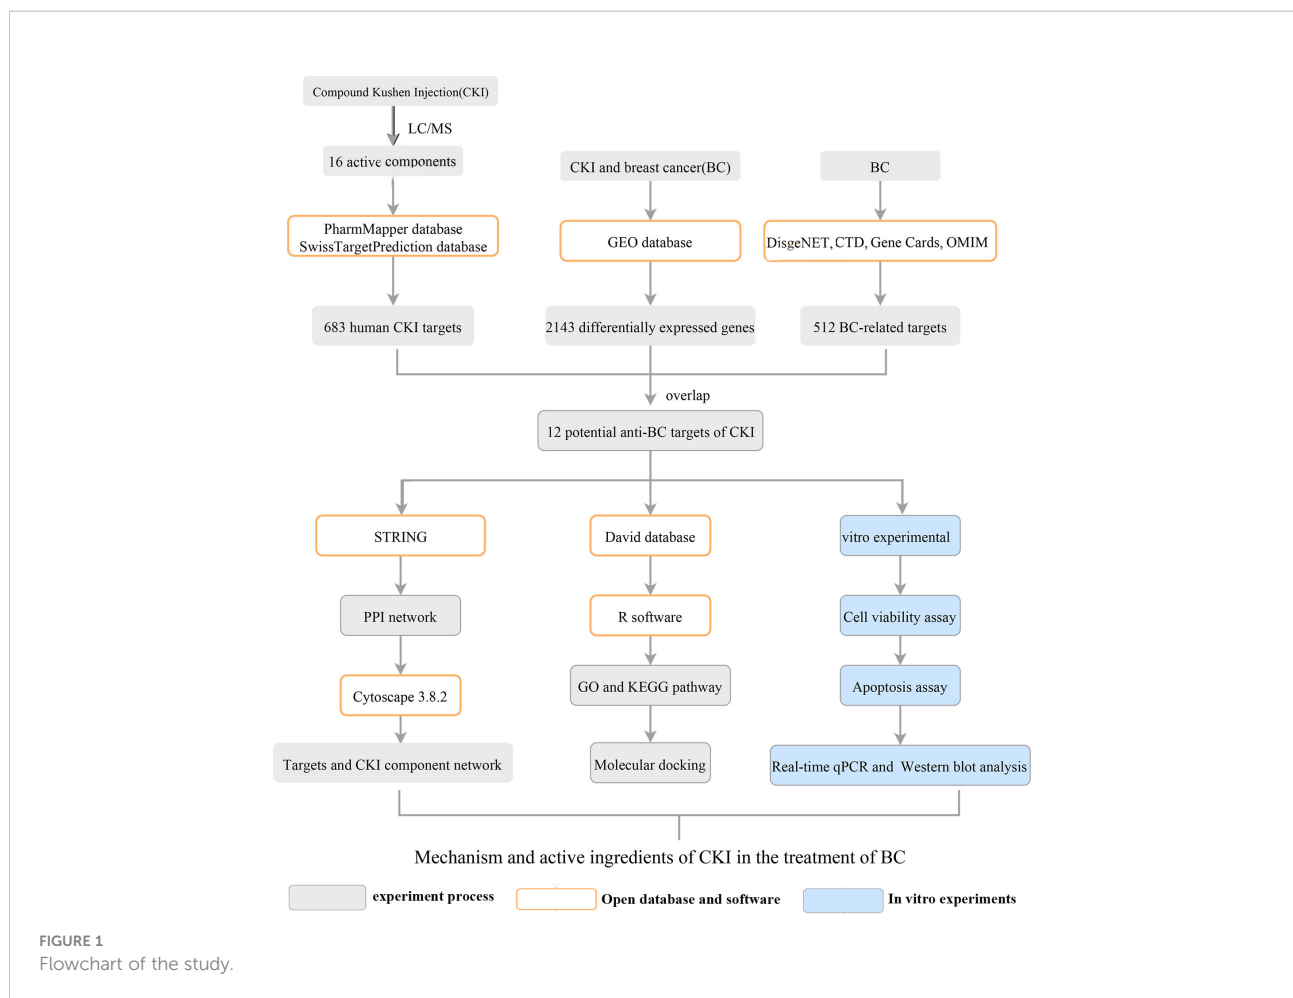 Compound Kushen Injection(CKI)
LC/MS
16 active components
CKI and breast cancer(BC)
BC
PharmMapper database
SwissTargetPrediction database
GEO database
DisgeNET, CTD, Gene Cards, OMIM
683 human CKI targets
2143 differentially expressed genes
512 BC-related targets
overlap
12 potential anti-BC targets of CKI
STRING
David database
vitro experimental
PPI network
R software
Cell viability assay
Cytoscape 3.8.2
GO and KEGG pathway
Apoptosis assay
Targets and CKI component network
Molecular docking
Real-time qPCR and Western blot analysis
Mechanism and active ingredients of CKI in the treatment of BC
experiment process
Open database and software
In vitro experiments
FIGURE 1
Flowchart of the study.